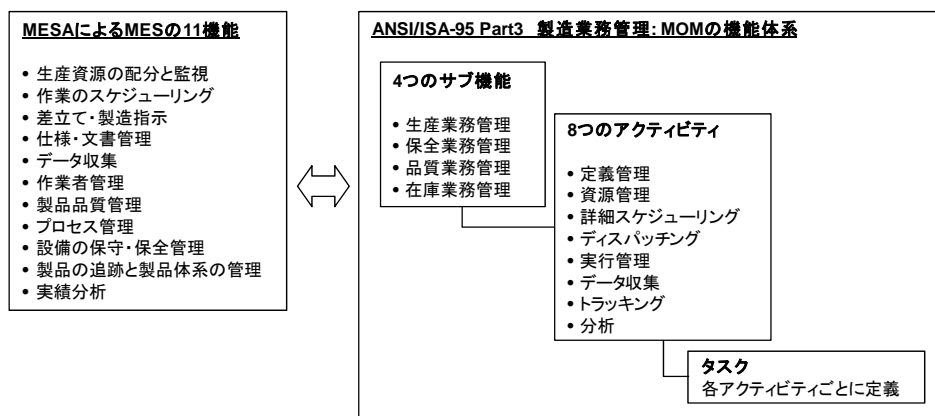 MESAによるMESの11機能
• 生産資源の配分と監視
• 作業のスケジューリング
• 差立て・製造指示
• 仕様・文書管理
• データ収集
• 作業者管理
• 製品品質管理
• プロセス管理
• 設備の保守・保全管理
• 製品の追跡と製品体系の管理
• 実績分析
ANSI/ISA-95 Part3 製造業務管理: MOMの機能体系
4つのサブ機能
• 生産業務管理
• 保全業務管理
• 品質業務管理
• 在庫業務管理
8つのアクティビティ
• 定義管理
• 資源管理
• 詳細スケジューリング
• ディスパッチング
• 実行管理
• データ収集
• トラッキング
• 分析
タスク
各アクティビティごとに定義